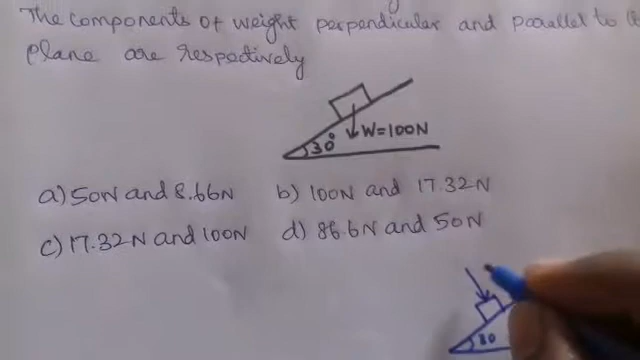 The components of weight perpendicular and parallel to
plane are respectively
W=100N
30°
a) 50N and 8.66N b) 100N and 17.32N
c) 17.32N and 100N d) 86.6N and 50N
30